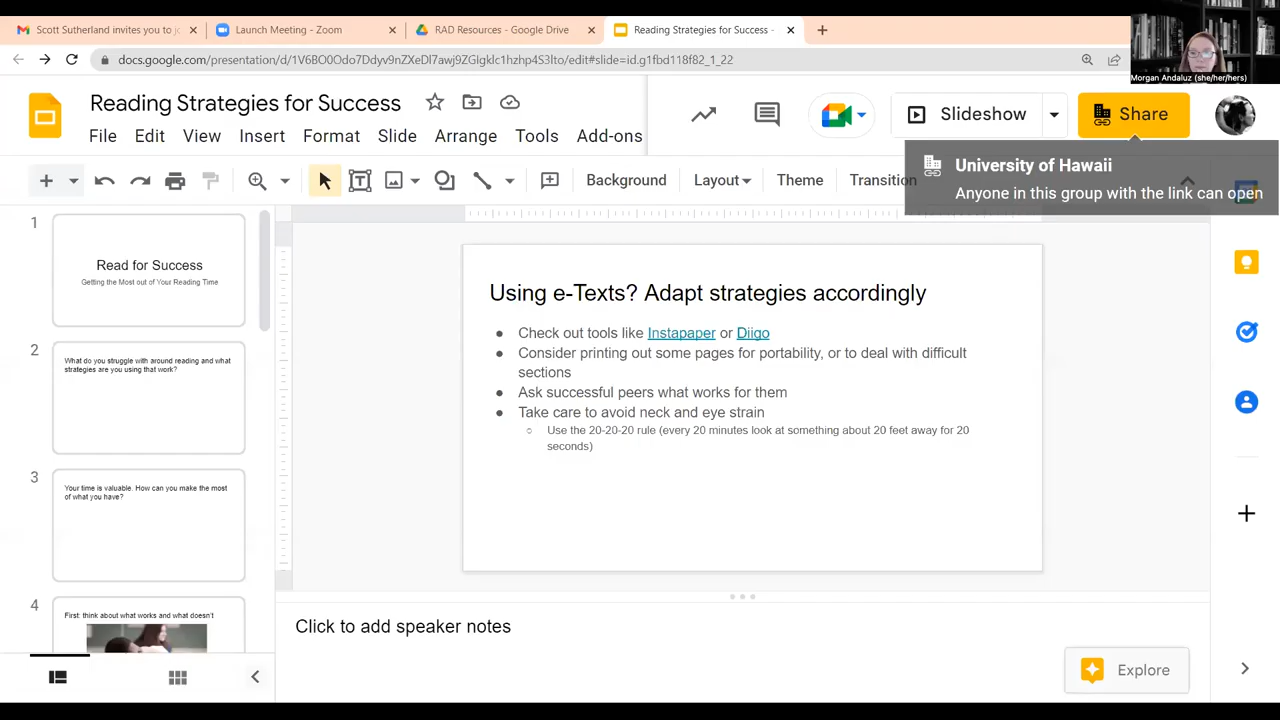 Scott Sutherland invites you to jo
Launch Meeting - Zoom
RAD Resources - Google Drive
Reading Strategies for Success -
docs.google.com/presentation/d/1V6BO0Odo7Ddyv9nZXeDl7awj9ZGIgkIc1hzhp4S3Ito/edit#slide=id.g1fbd118f82_1_22
Morgan Andaluz (she/her/hers)
Reading Strategies for Success
File Edit View Insert Format Slide Arrange Tools Add-ons
Slideshow
Share
University of Hawaii
Anyone in this group with the link can open
Background Layout Theme Transition
1
Read for Success
Getting the Most out of Your Reading Time
2
What do you struggle with around reading and what
strategies are you using that work?
3
Your time is valuable. How can you make the most
of what you have?
4
First: think about what works and what doesn't
Using e-Texts? Adapt strategies accordingly
● Check out tools like Instapaper or Diigo
● Consider printing out some pages for portability, or to deal with difficult
sections
● Ask successful peers what works for them
● Take care to avoid neck and eye strain
○ Use the 20-20-20 rule (every 20 minutes look at something about 20 feet away for 20
seconds)
Click to add speaker notes
Explore